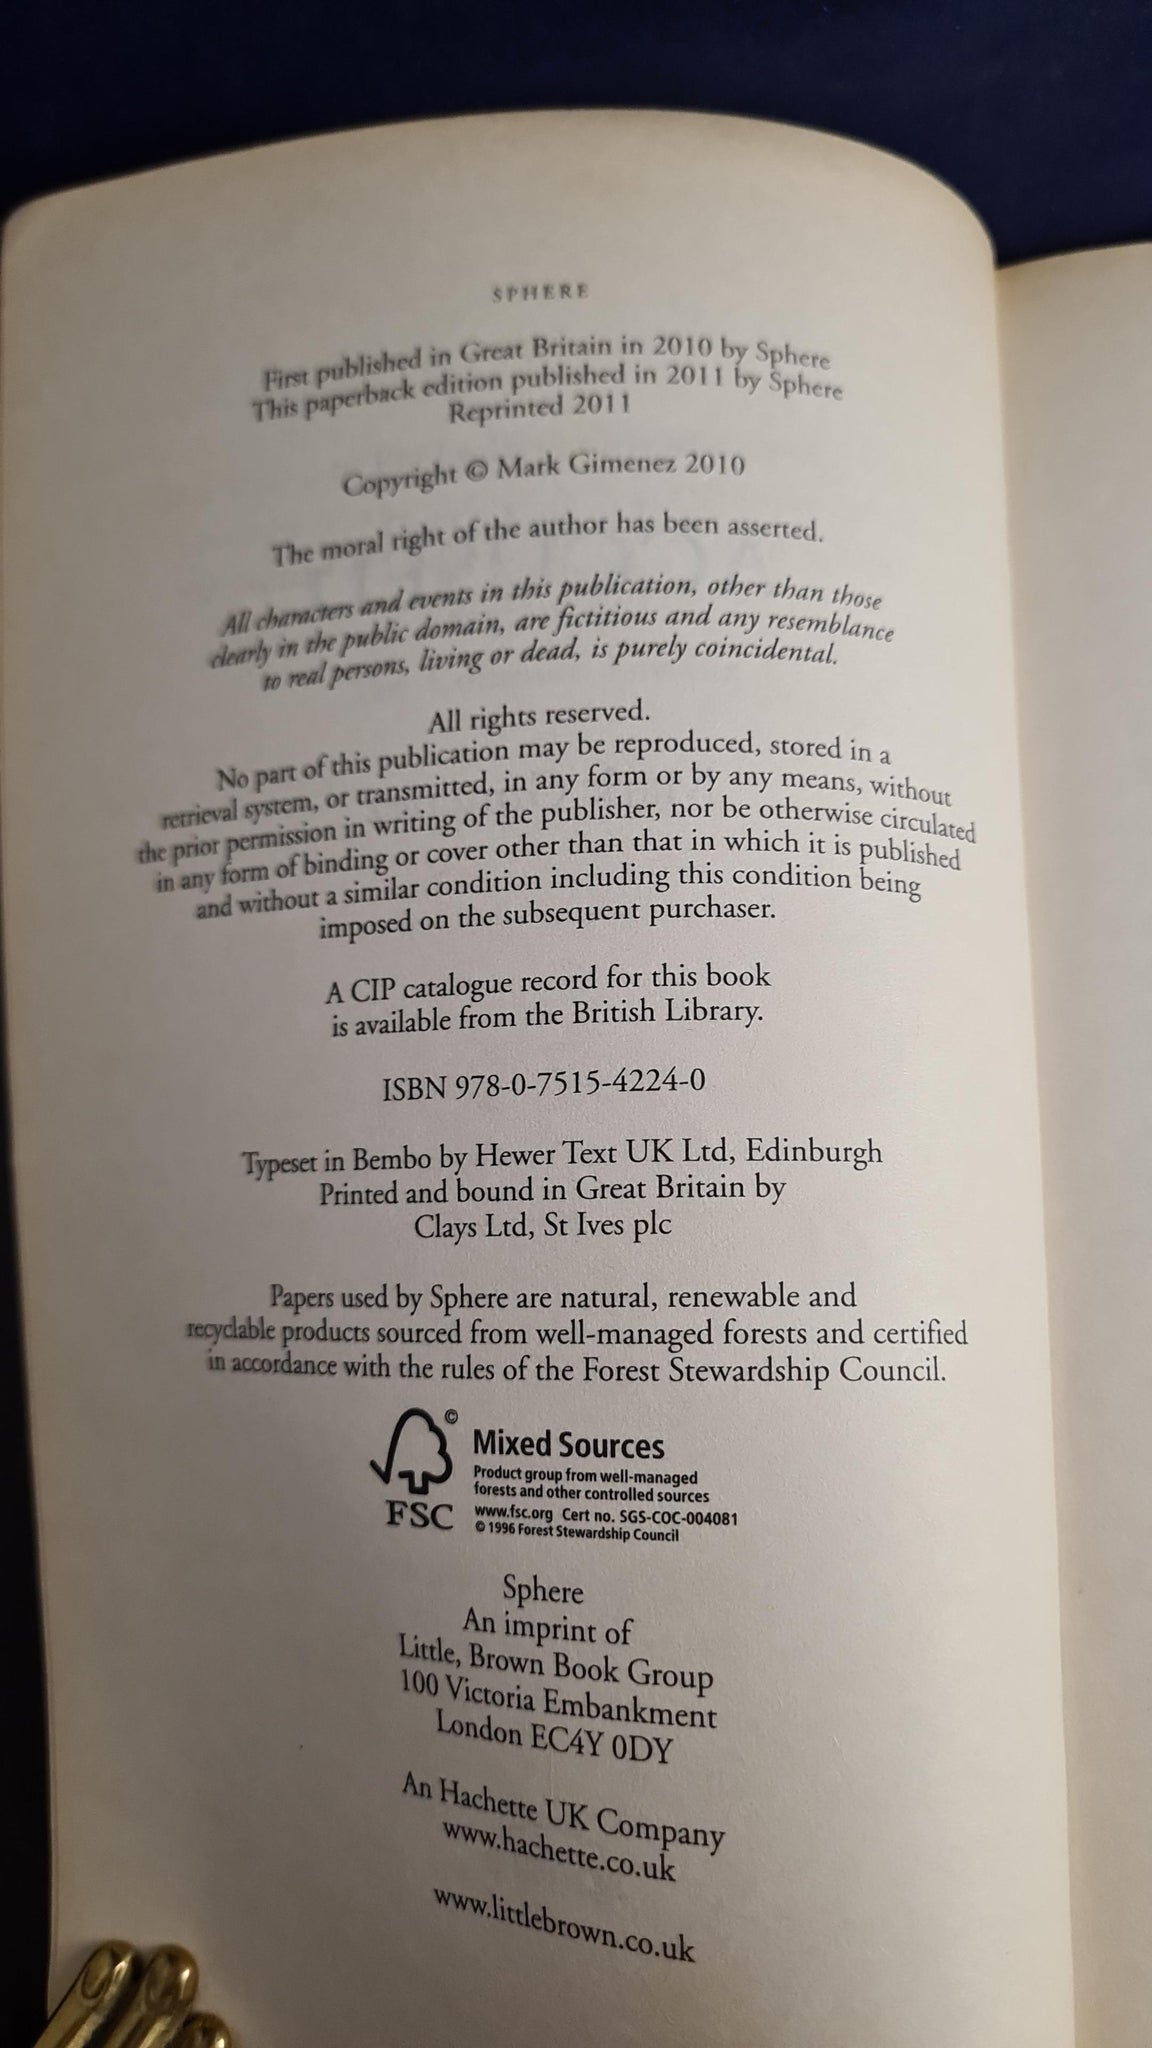 SPHERE
First published in Great Britain in 2010 by Sphere
This paperback edition published in 2011 by Sphere
Reprinted 2011
Copyright © Mark Gimenez 2010
The moral right of the author has been asserted.
All characters and events in this publication, other than those
clearly in the public domain, are fictitious and any resemblance
to real persons, living or dead, is purely coincidental.
All rights reserved.
No part of this publication may be reproduced, stored in a
retrieval system, or transmitted, in any form or by any means, without
the prior permission in writing of the publisher, nor be otherwise circulated
in any form of binding or cover other than that in which it is published
and without a similar condition including this condition being
imposed on the subsequent purchaser.
A CIP catalogue record for this book
is available from the British Library.
ISBN 978-0-7515-4224-0
Typeset in Bembo by Hewer Text UK Ltd, Edinburgh
Printed and bound in Great Britain by
Clays Ltd, St Ives plc
Papers used by Sphere are natural, renewable and
recyclable products sourced from well-managed forests and certified
in accordance with the rules of the Forest Stewardship Council.
©
FSC
Mixed Sources
Product group from well-managed
forests and other controlled sources
www.fsc.org Cert no. SGS-COC-004081
© 1996 Forest Stewardship Council
Sphere
An imprint of
Little, Brown Book Group
100 Victoria Embankment
London EC4Y 0DY
An Hachette UK Company
www.hachette.co.uk
www.littlebrown.co.uk